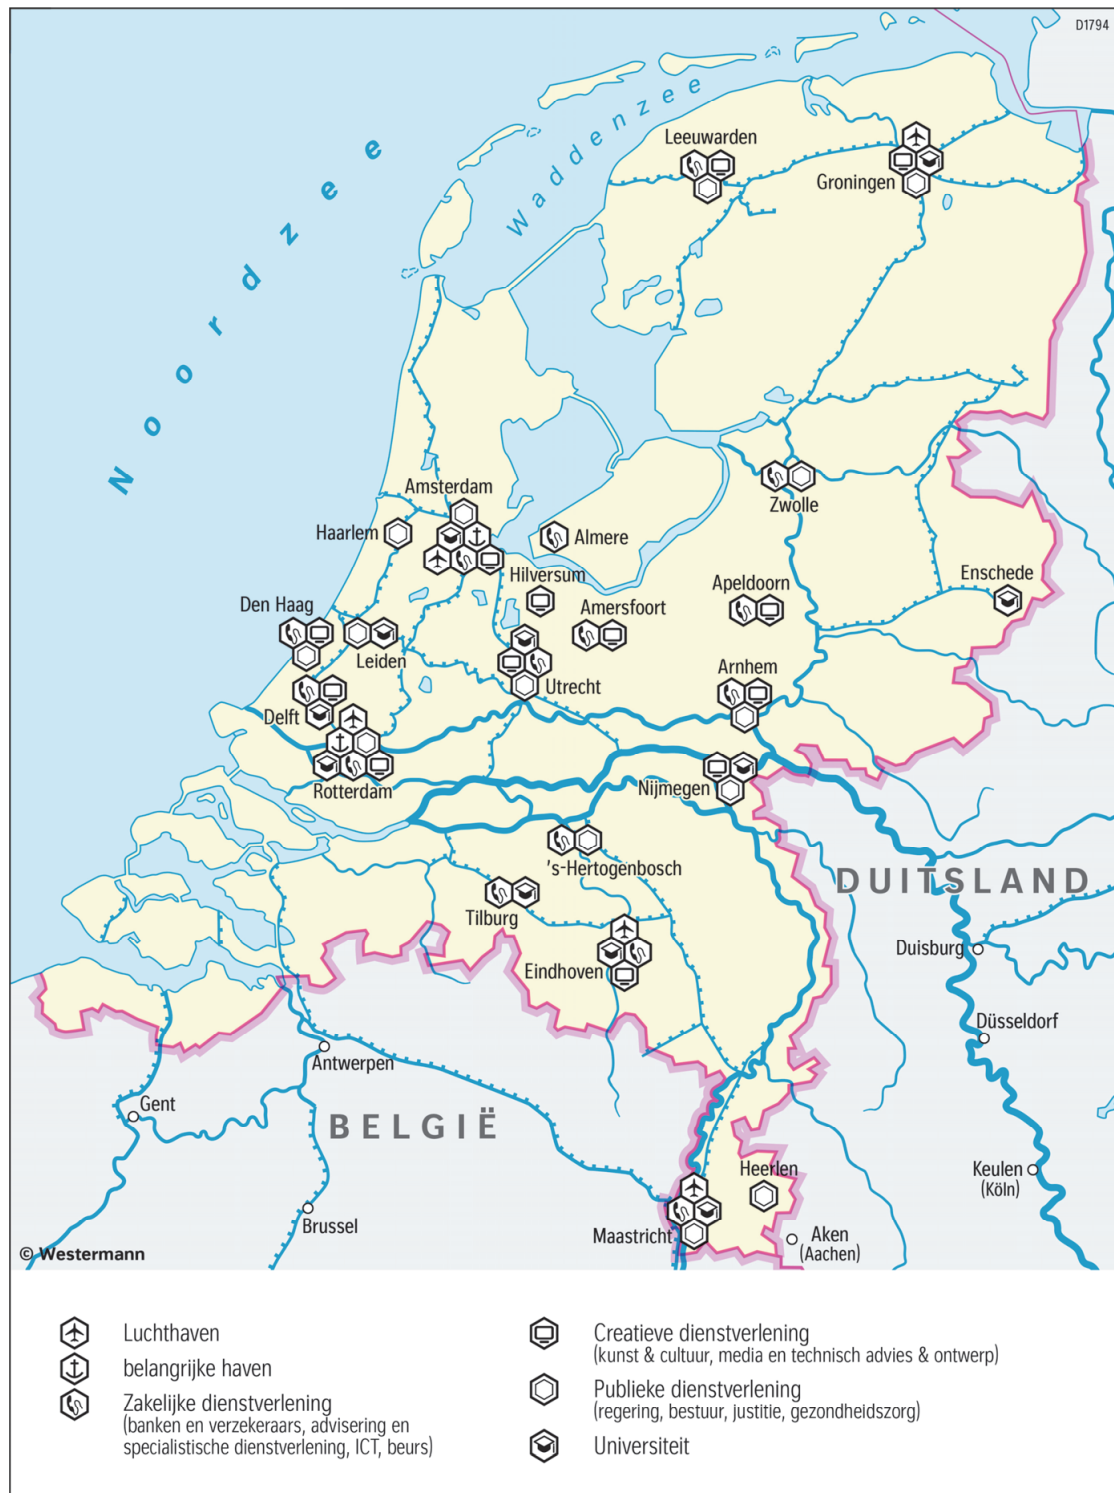 D1794
Noordzee
Waddenzee
Leeuwarden
Groningen
Amsterdam
Haarlem
Almere
Zwolle
Hilversum
Den Haag
Amersfoort
Apeldoorn
Enschede
Leiden
Utrecht
Arnhem
Delft
Rotterdam
Nijmegen
's-Hertogenbosch
DUITSLAND
Tilburg
Eindhoven
Duisburg
Düsseldorf
Antwerpen
Gent
BELGIË
Heerlen
Keulen
(Köln)
Brussel
Maastricht
Aken
(Aachen)
© Westermann
Luchthaven
belangrijke haven
Zakelijke dienstverlening
(banken en verzekeraars, advisering en
specialistische dienstverlening, ICT, beurs)
Creatieve dienstverlening
(kunst & cultuur, media en technisch advies & ontwerp)
Publieke dienstverlening
(regering, bestuur, justitie, gezondheidszorg)
Universiteit